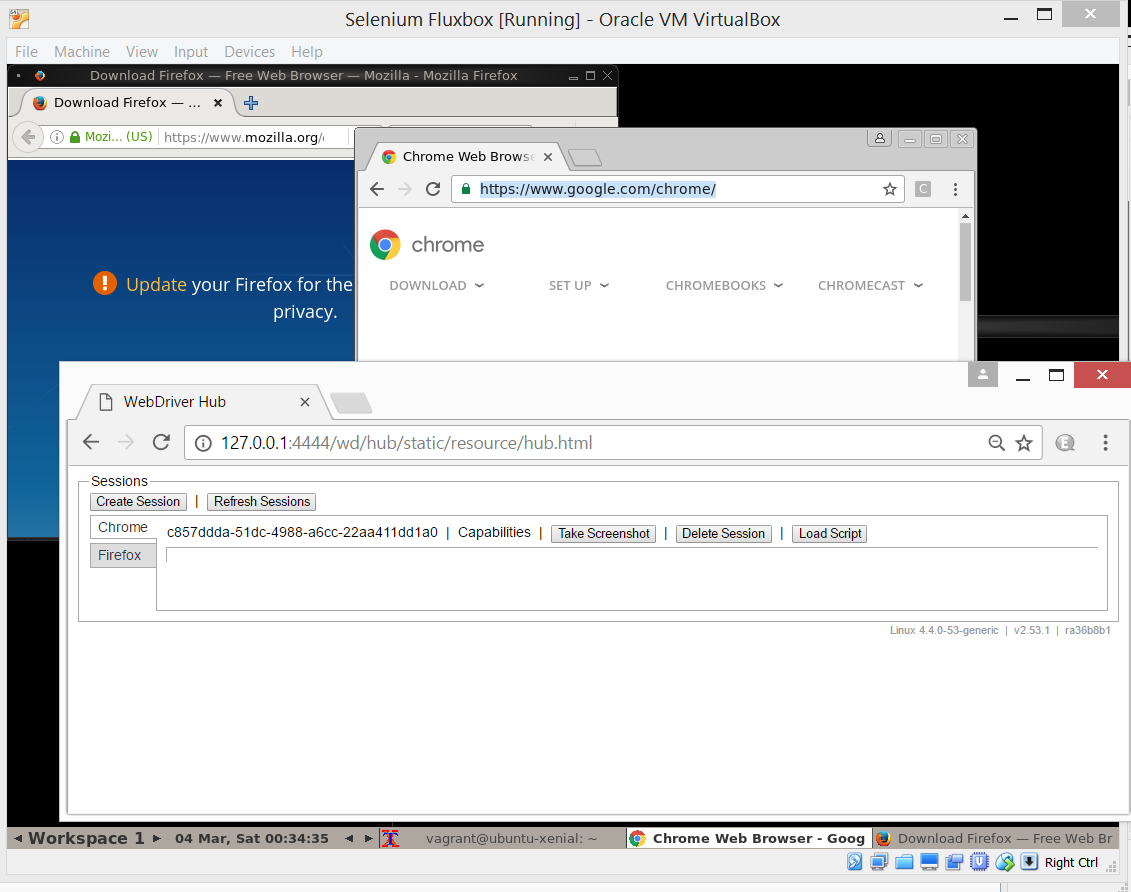 Selenium Fluxbox [Running] - Oracle VM VirtualBox
File Machine View Input Devices Help
Download Firefox — Free Web Browser — Mozilla - Mozilla Firefox
Download Firefox — ...
Mozi... (US) https://www.mozilla.org/
Chrome Web Browse
https://www.google.com/chrome/
C
chrome
DOWNLOAD SET UP CHROMEBOOKS CHROMECAST
Update your Firefox for the
privacy.
WebDriver Hub
127.0.0.1:4444/wd/hub/static/resource/hub.html
E
Sessions
Create Session | Refresh Sessions
Chrome
c857ddda-51dc-4988-a6cc-22aa411dd1a0 | Capabilities | Take Screenshot | Delete Session | Load Script
Firefox
Linux 4.4.0-53-generic | v2.53.1 | ra36b8b1
Workspace 1 04 Mar, Sat 00:34:35 vagrant@ubuntu-xenial: ~ Chrome Web Browser - Goog Download Firefox — Free Web Br
Right Ctrl